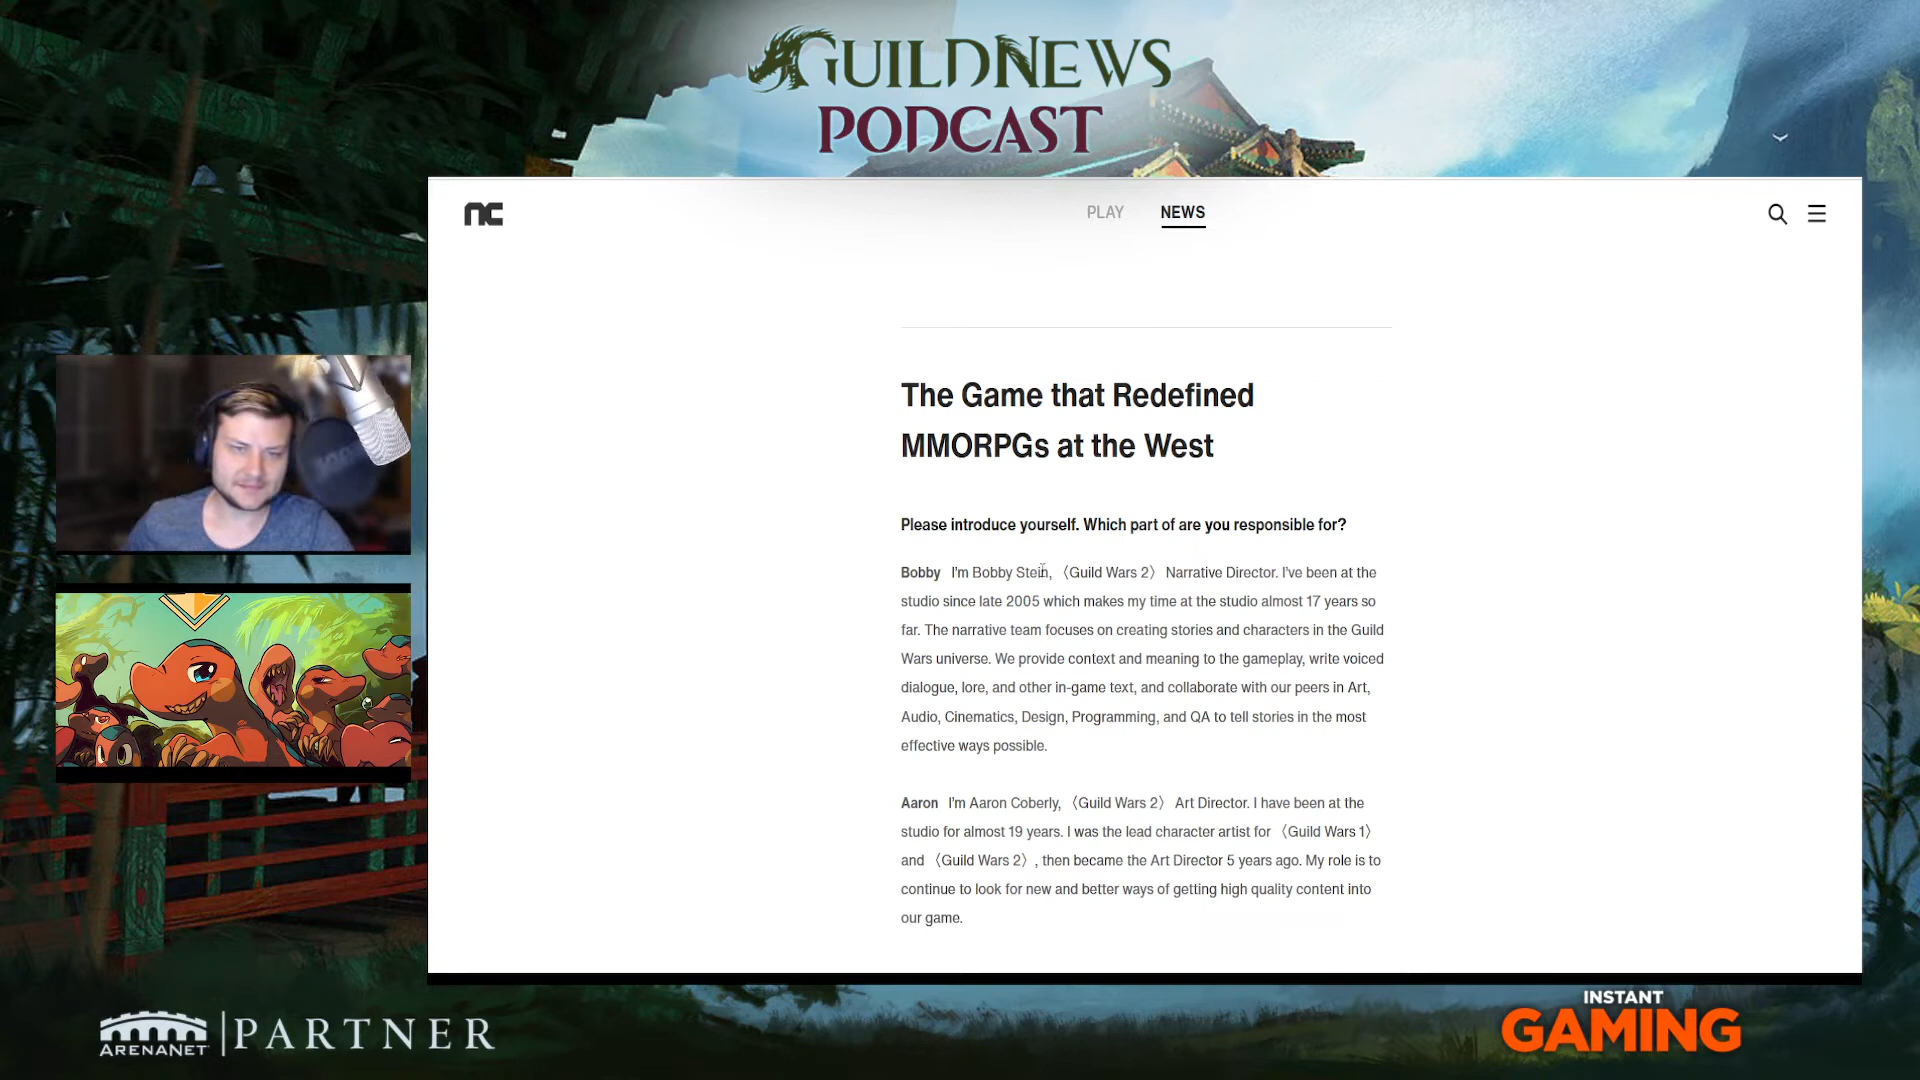 GUILDNEWS
PODCAST
nc
PLAY
NEWS
The Game that Redefined
MMORPGs at the West
Please introduce yourself. Which part of are you responsible for?
Bobby I'm Bobby Stein, 〈Guild Wars 2〉 Narrative Director. I've been at the
studio since late 2005 which makes my time at the studio almost 17 years so
far. The narrative team focuses on creating stories and characters in the Guild
Wars universe. We provide context and meaning to the gameplay, write voiced
dialogue, lore, and other in-game text, and collaborate with our peers in Art,
Audio, Cinematics, Design, Programming, and QA to tell stories in the most
effective ways possible.
Aaron I'm Aaron Coberly, 〈Guild Wars 2〉 Art Director. I have been at the
studio for almost 19 years. I was the lead character artist for 〈Guild Wars 1〉
and 〈Guild Wars 2〉, then became the Art Director 5 years ago. My role is to
continue to look for new and better ways of getting high quality content into
our game.
ARENANET
PARTNER
INSTANT
GAMING